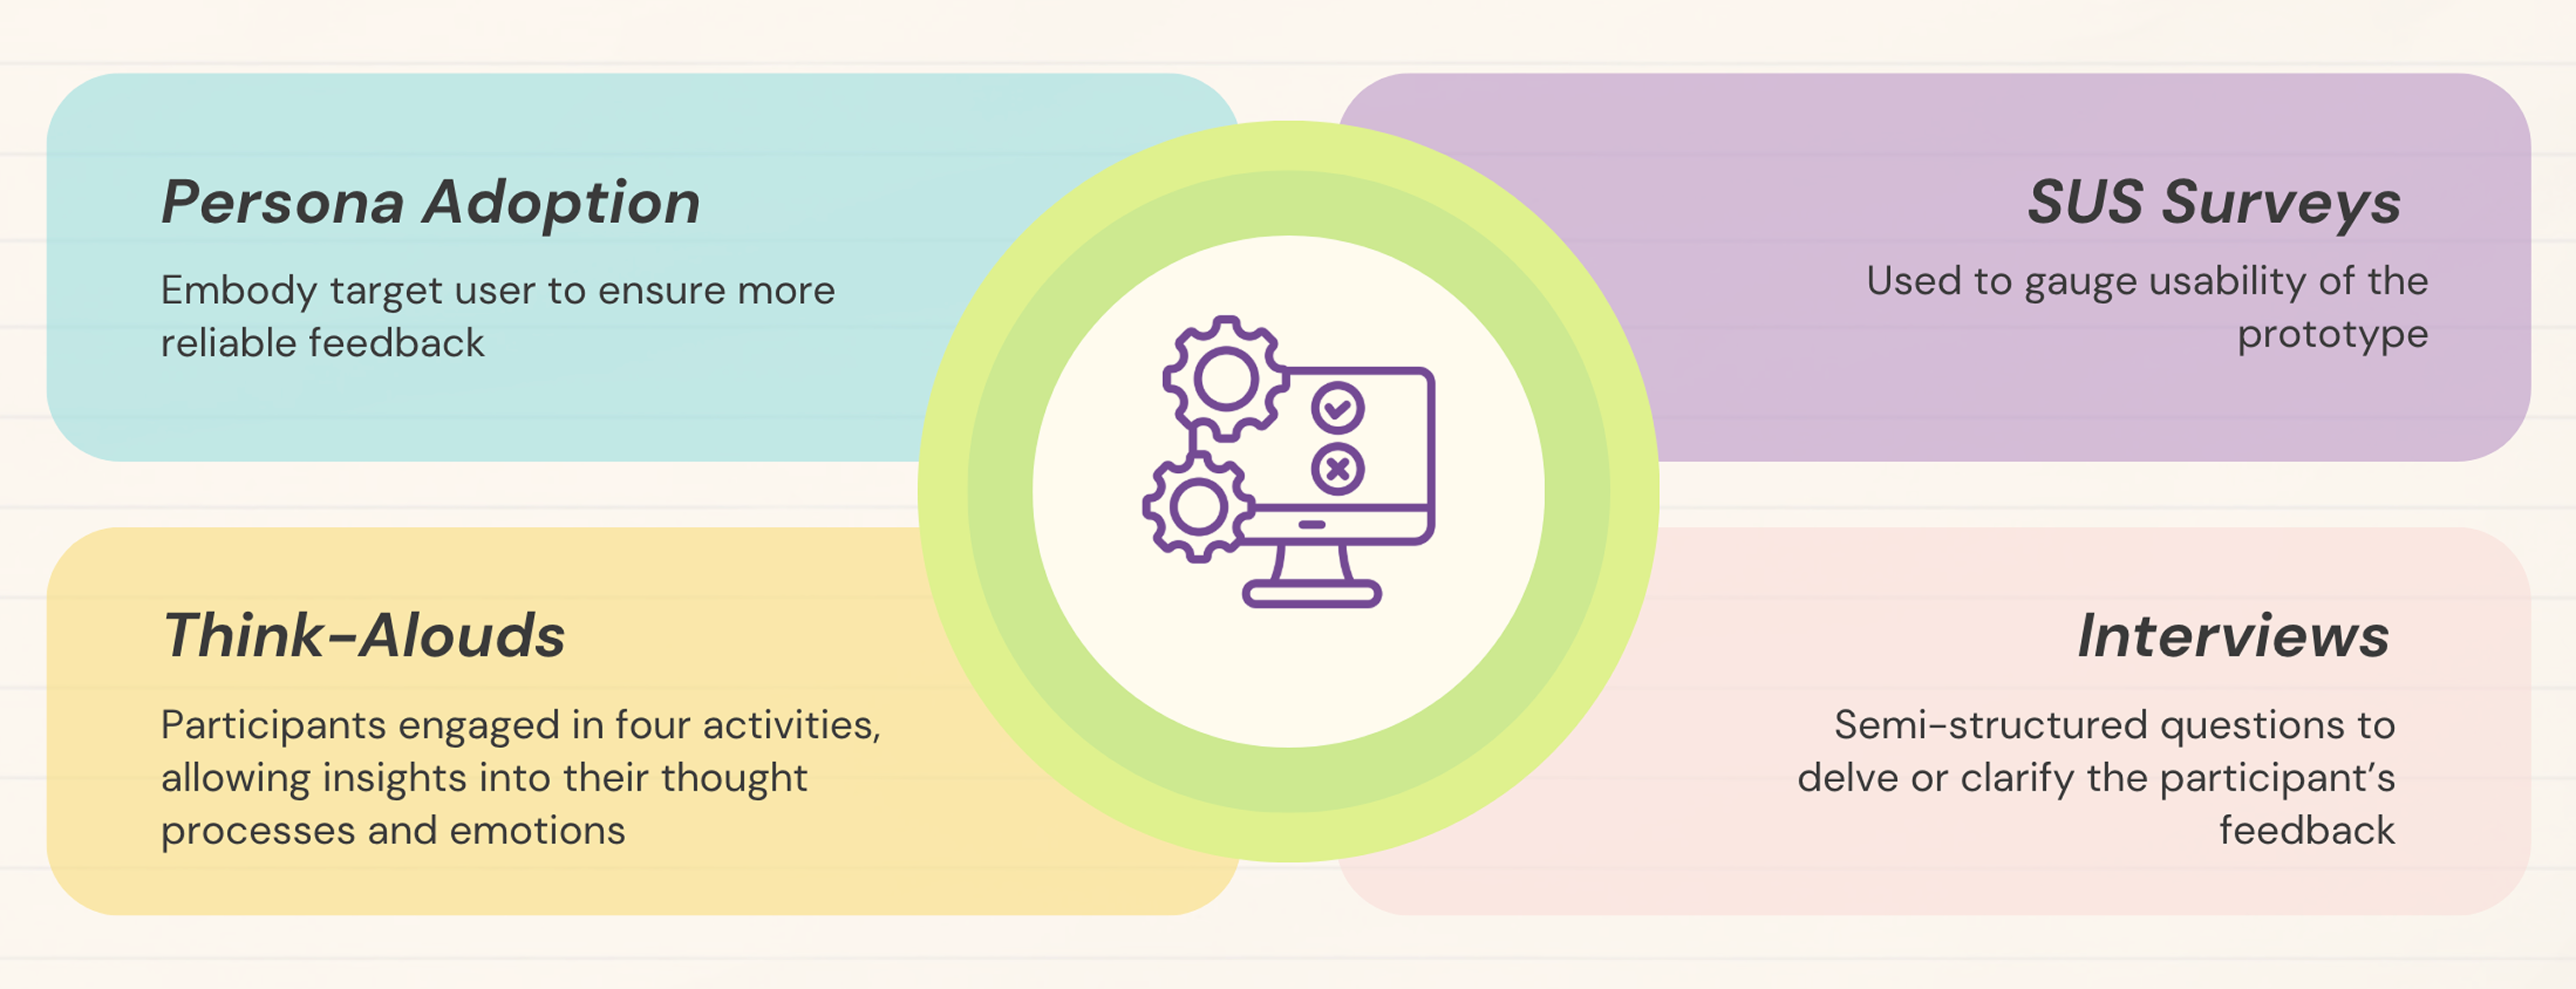 Persona Adoption
Embody target user to ensure more
reliable feedback
SUS Surveys
Used to gauge usability of the
prototype
Think-Alouds
Participants engaged in four activities,
allowing insights into their thought
processes and emotions
Interviews
Semi-structured questions to
delve or clarify the participant’s
feedback